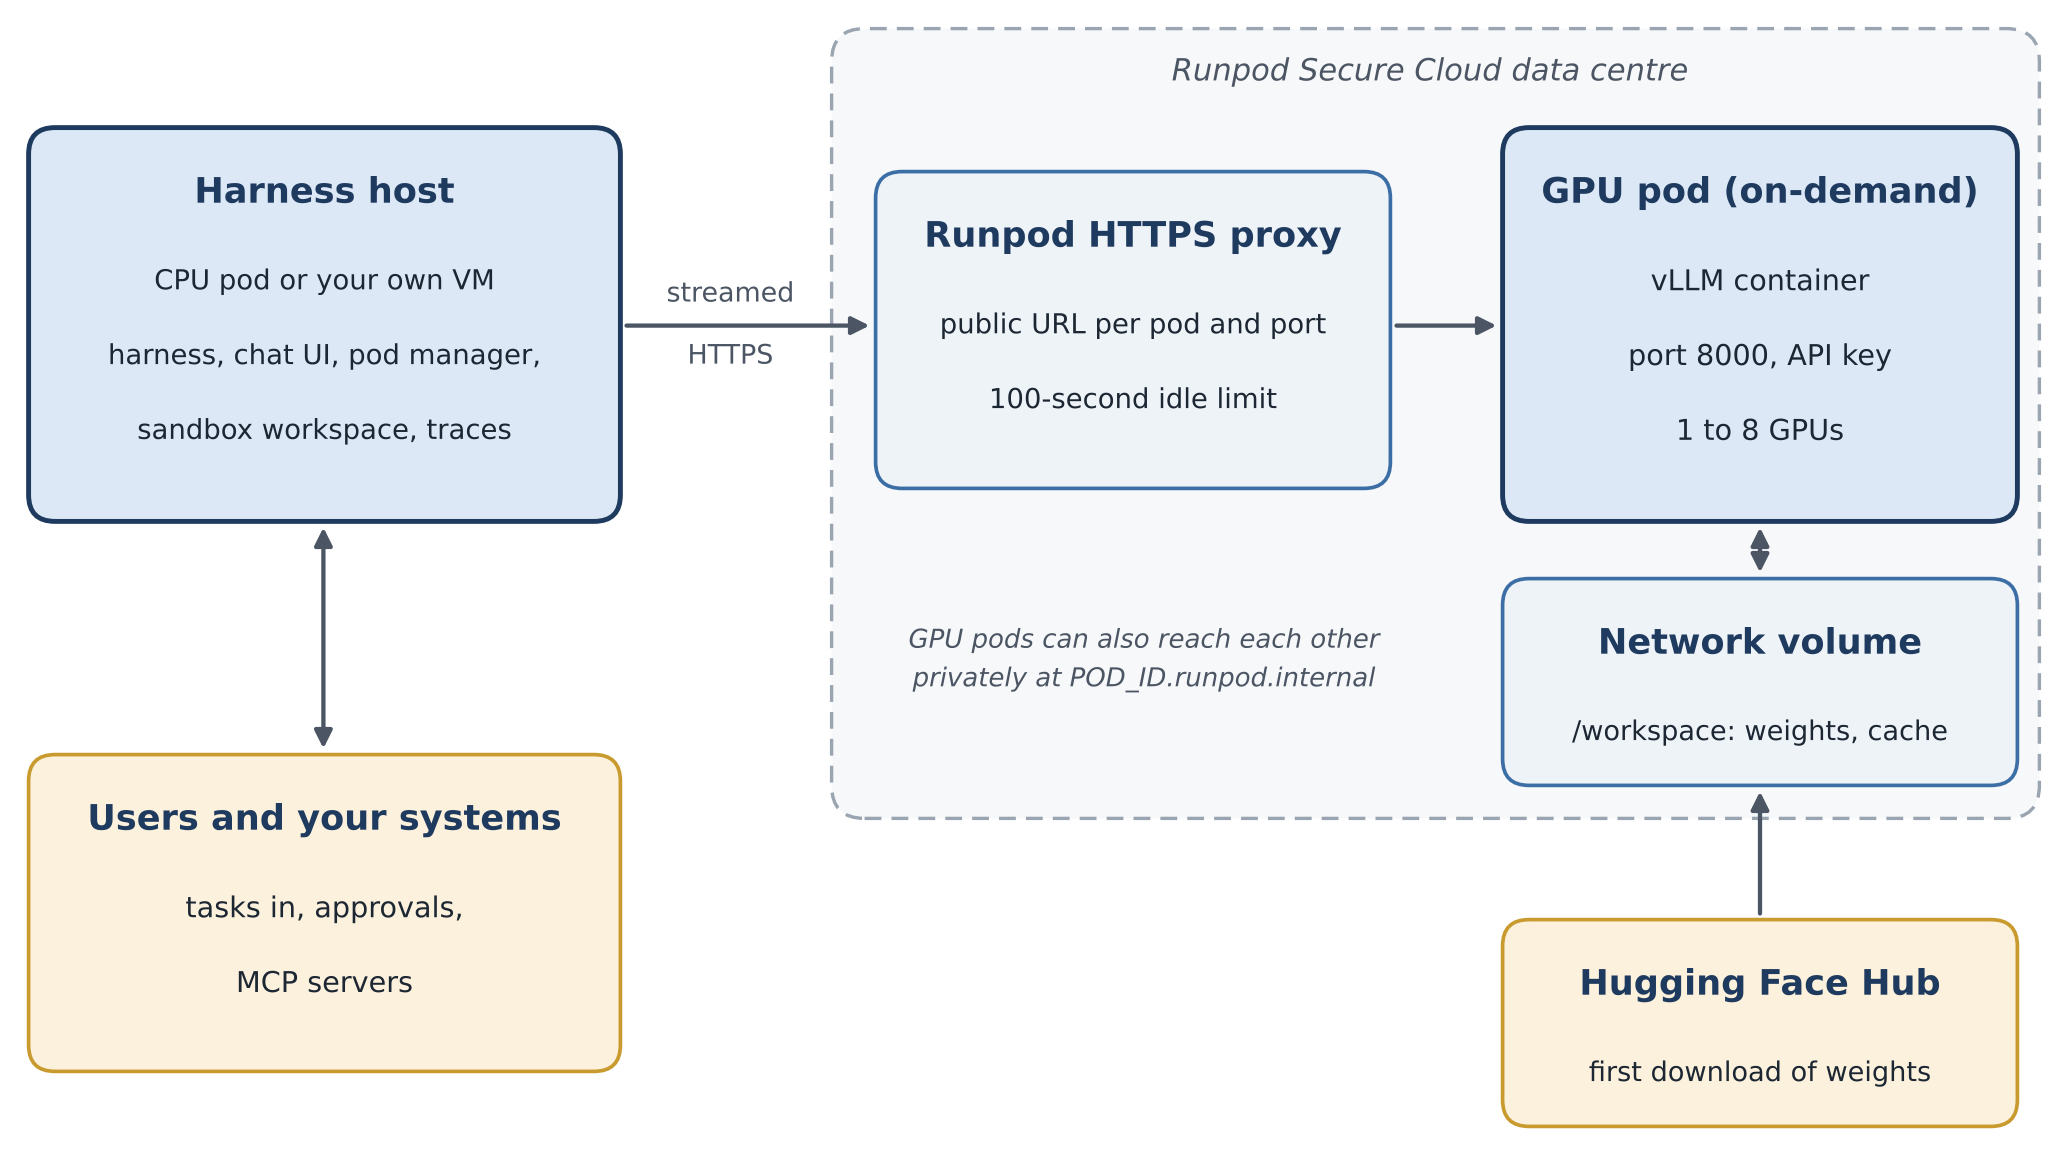 Runpod Secure Cloud data centre
Harness host
CPU pod or your own VM
harness, chat UI, pod manager,
sandbox workspace, traces
streamed
HTTPS
Runpod HTTPS proxy
public URL per pod and port
100-second idle limit
GPU pod (on-demand)
vLLM container
port 8000, API key
1 to 8 GPUs
GPU pods can also reach each other
privately at POD_ID.runpod.internal
Network volume
/workspace: weights, cache
Users and your systems
tasks in, approvals,
MCP servers
Hugging Face Hub
first download of weights